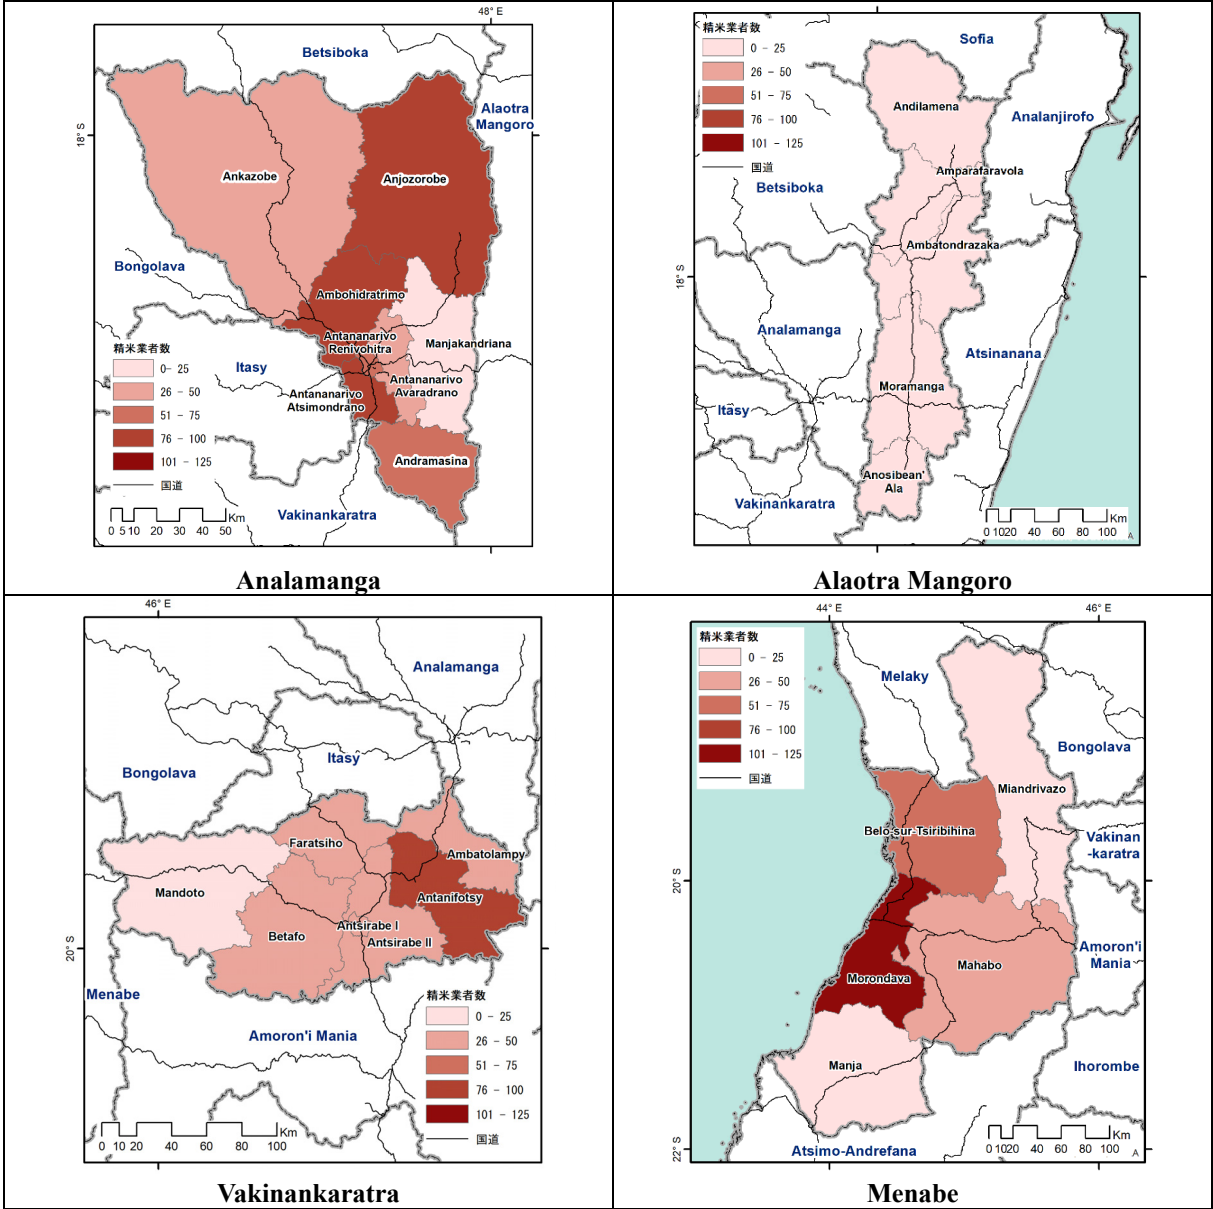 48° E
Betsiboka
Alaotra
Mangoro
18° S
Ankazobe
Anjozorobe
Bongolava
Ambohidratrimo
Antananarivo
Renivohitra
Manjakandriana
精米業者数
0- 25
26 - 50
51 - 75
76 - 100
101 - 125
国道
Itasy
Antananarivo
Avaradrano
Antananarivo
Atsimondrano
Andramasina
Vakinankaratra
0 5 10 20 30 40 50 Km
Analamanga
精米業者数
0 - 25
26 - 50
51 - 75
76 - 100
101 - 125
国道
Sofia
Andilamena
Analanjirofo
Amparafaravola
Betsiboka
Ambatondrazaka
18° S
Analamanga
Atsinanana
Moramanga
Itasy
Anosibean'
Ala
Vakinankaratra
0 1020 40 60 80 100 Km
A
Alaotra Mangoro
46° E
Analamanga
Itasy
Bongolava
Faratsiho
Ambatolampy
Mandoto
Antanifotsy
Antsirabe I
Betafo
Antsirabe II
20° S
Menabe
Amoron'i Mania
精米業者数
0 - 25
26 - 50
51 - 75
76 - 100
101 - 125
国道
0 10 20 40 60 80 100 Km
Vakinankaratra
44° E
46° E
精米業者数
0 - 25
26 - 50
51 - 75
76 - 100
101 - 125
国道
Melaky
Bongolava
Miandrivazo
Belo-sur-Tsiribihina
Vakinan
-karatra
20° S
Amoron'i
Mania
Mahabo
Morondava
Manja
Ihorombe
22° S
Atsimo-Andrefana
0 1020 40 60 80 100 Km
A
Menabe